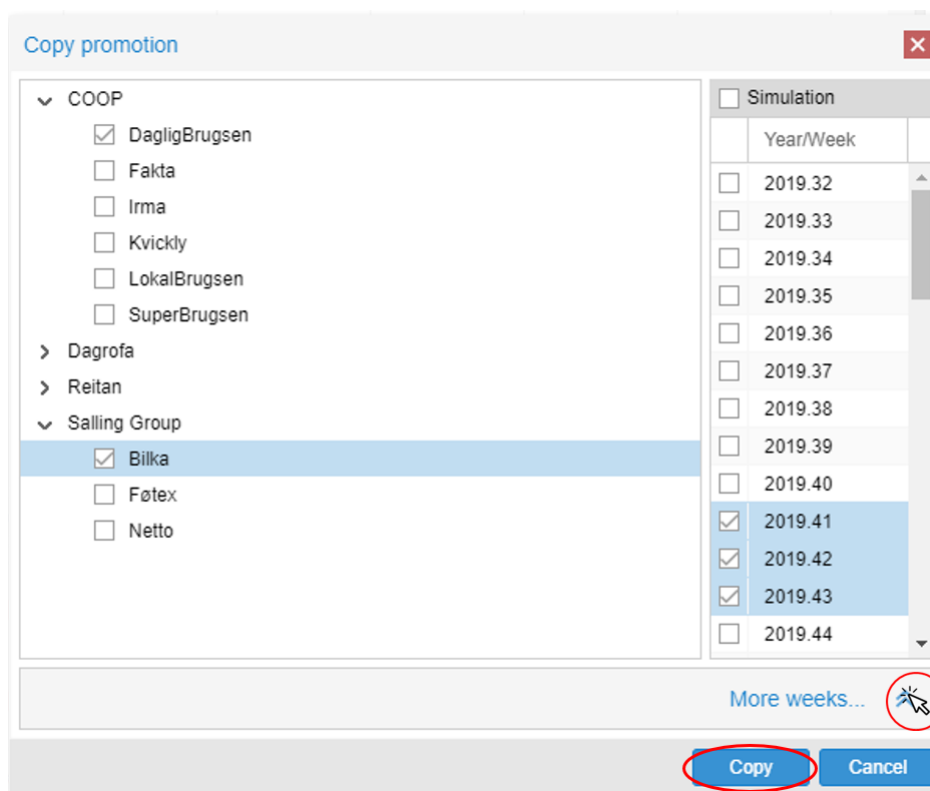 Copy promotion
COOP
DagligBrugsen
Fakta
Irma
Kvickly
LokalBrugsen
SuperBrugsen
Dagrofa
Reitan
Salling Group
Bilka
Føtex
Netto
Simulation
Year/Week
2019.32
2019.33
2019.34
2019.35
2019.36
2019.37
2019.38
2019.39
2019.40
2019.41
2019.42
2019.43
2019.44
More weeks...
Copy
Cancel